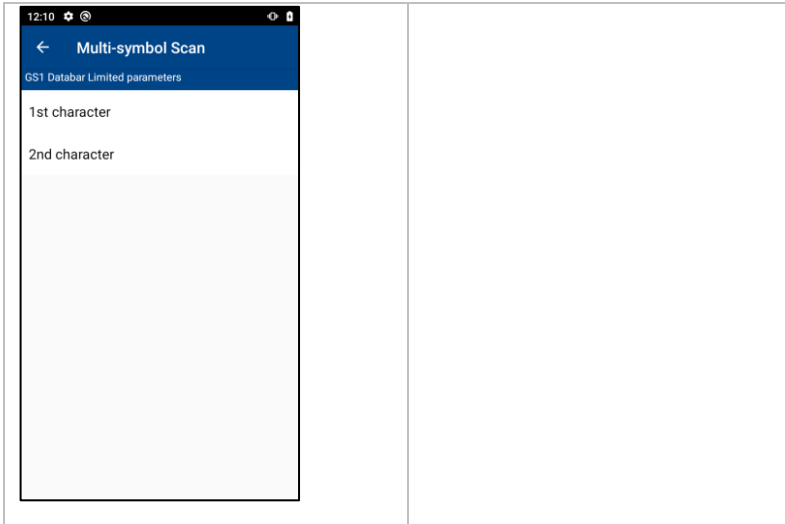 12:10
Multi-symbol Scan
GS1 Databar Limited parameters
1st character
2nd character